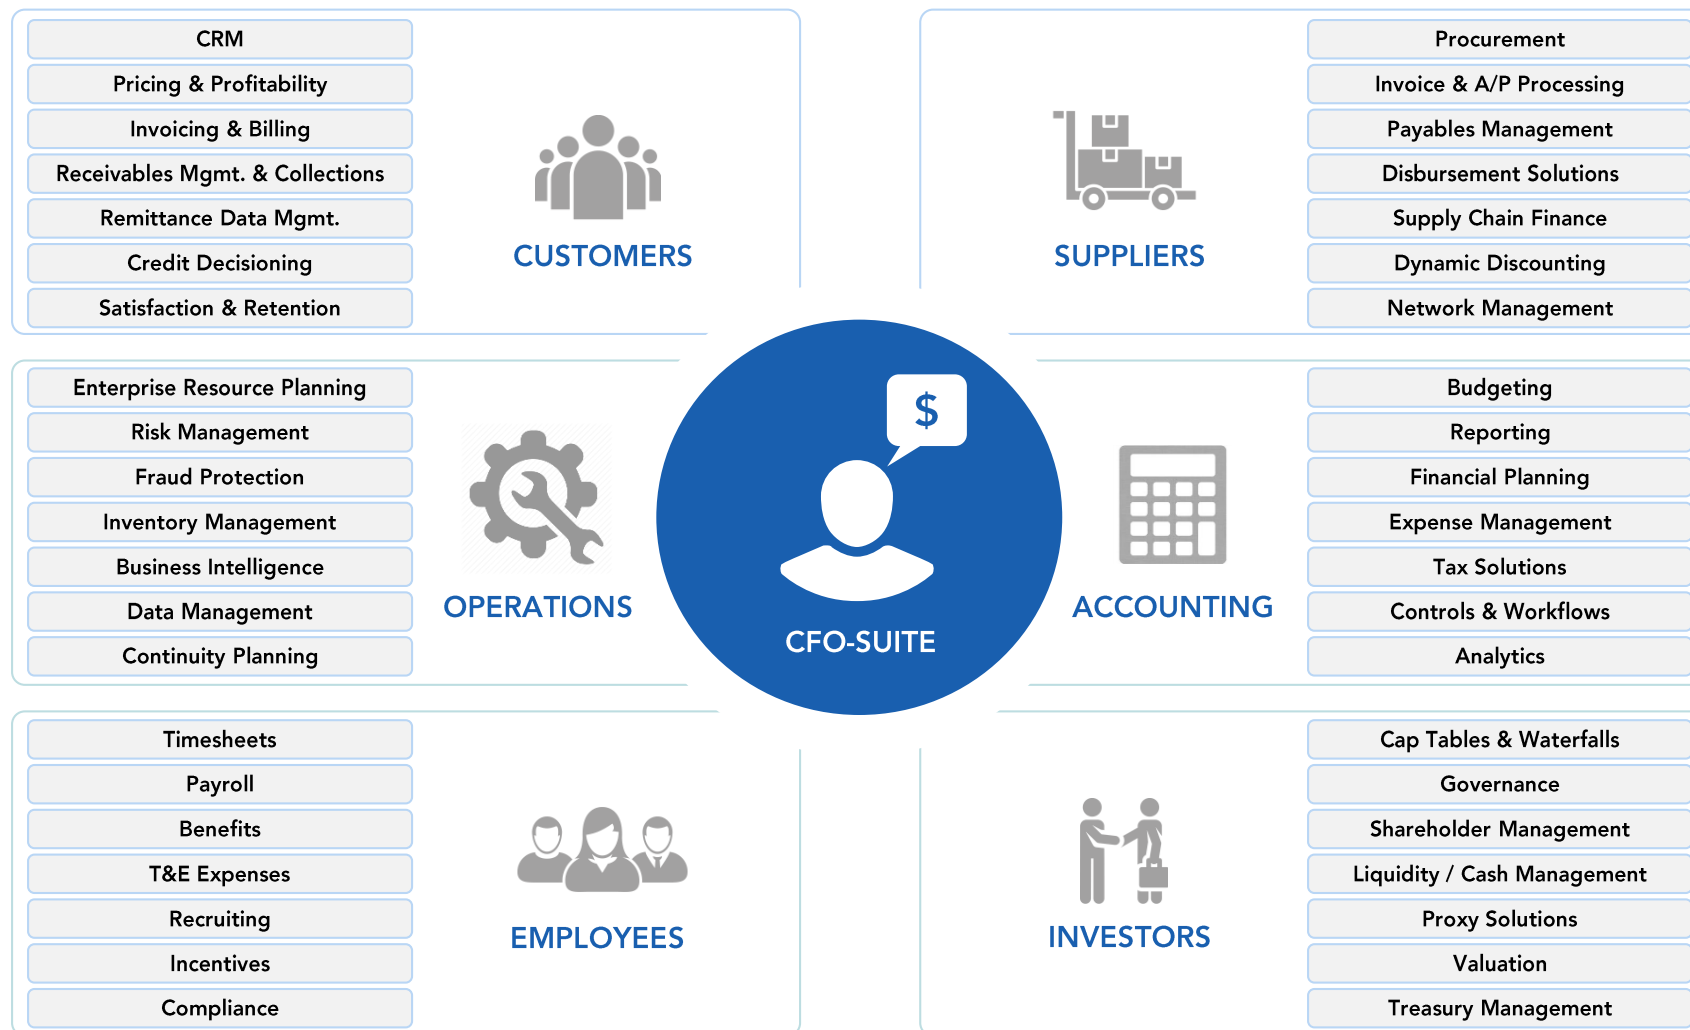 CRM
Pricing & Profitability
Invoicing & Billing
Receivables Mgmt. & Collections
Remittance Data Mgmt.
Credit Decisioning
Satisfaction & Retention
CUSTOMERS
SUPPLIERS
Procurement
Invoice & A/P Processing
Payables Management
Disbursement Solutions
Supply Chain Finance
Dynamic Discounting
Network Management
Enterprise Resource Planning
Risk Management
Fraud Protection
Inventory Management
Business Intelligence
Data Management
Continuity Planning
OPERATIONS
$
CFO-SUITE
ACCOUNTING
Budgeting
Reporting
Financial Planning
Expense Management
Tax Solutions
Controls & Workflows
Analytics
Timesheets
Payroll
Benefits
T&E Expenses
Recruiting
Incentives
Compliance
EMPLOYEES
INVESTORS
Cap Tables & Waterfalls
Governance
Shareholder Management
Liquidity / Cash Management
Proxy Solutions
Valuation
Treasury Management